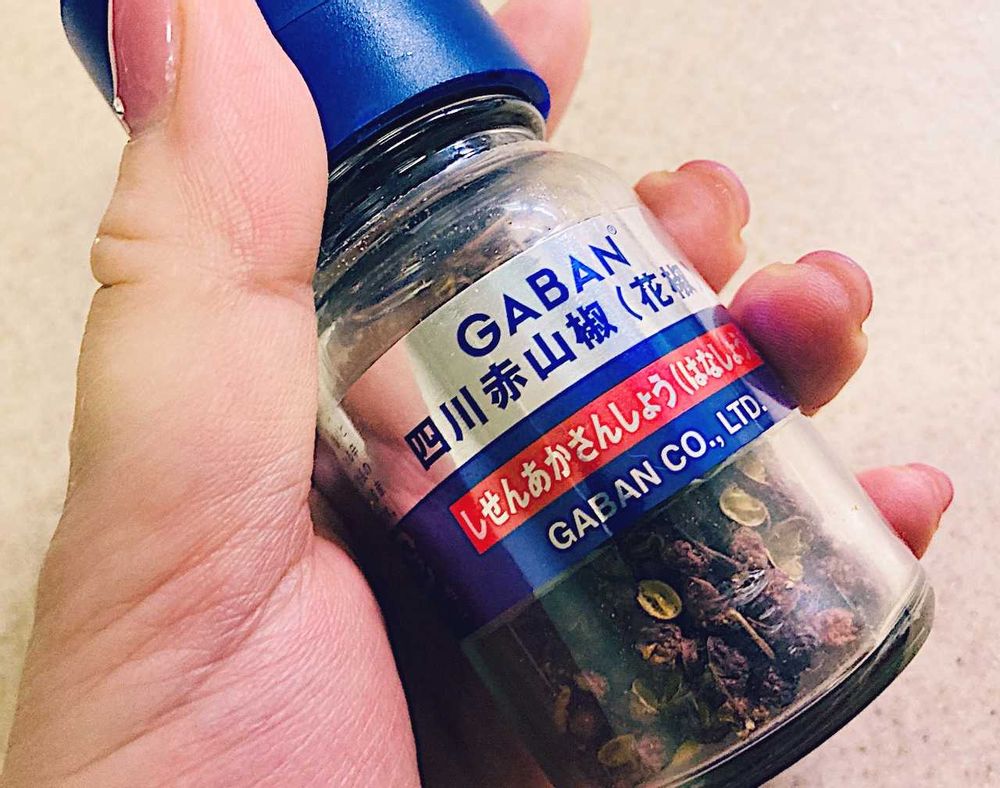 GABAN®
四川赤山椒(花椒
しせんあかさんしょう(はなしょう
GABAN CO., LTD.